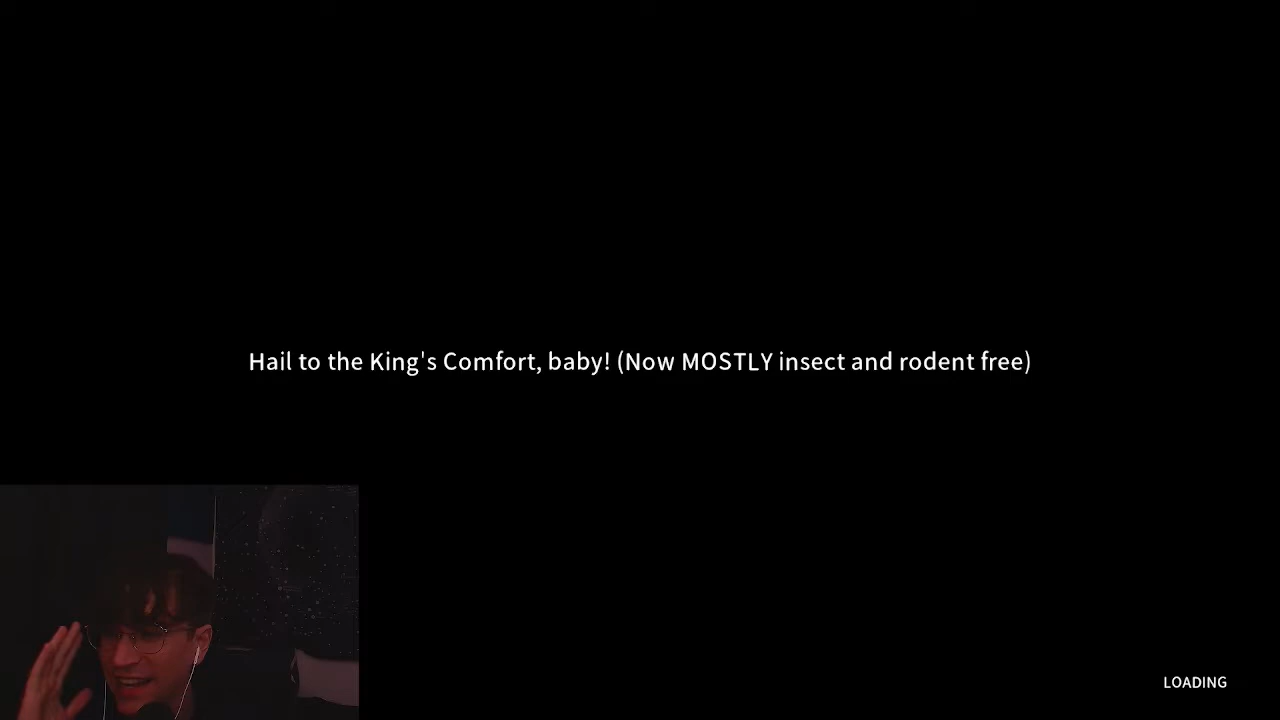 Hail to the King's Comfort, baby! (Now MOSTLY insect and rodent free)
LOADING